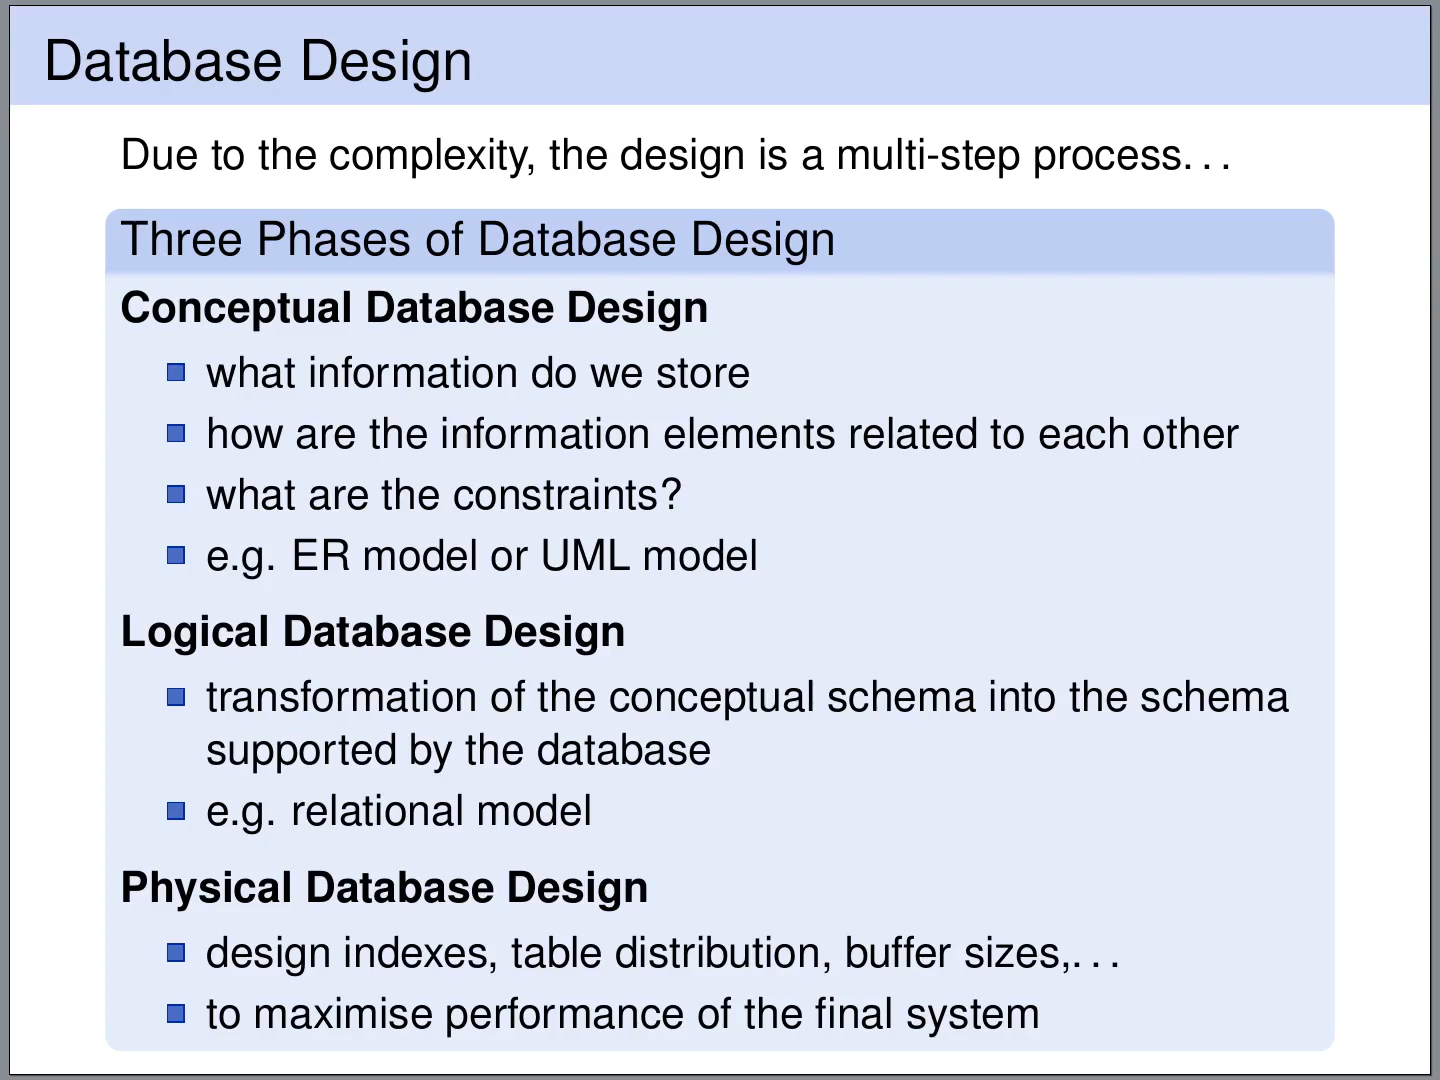 Database Design
Due to the complexity, the design is a multi-step process. . .
Three Phases of Database Design
Conceptual Database Design
what information do we store
how are the information elements related to each other
what are the constraints?
e.g. ER model or UML model
Logical Database Design
transformation of the conceptual schema into the schema
supported by the database
e.g. relational model
Physical Database Design
design indexes, table distribution, buffer sizes,. . .
to maximise performance of the final system